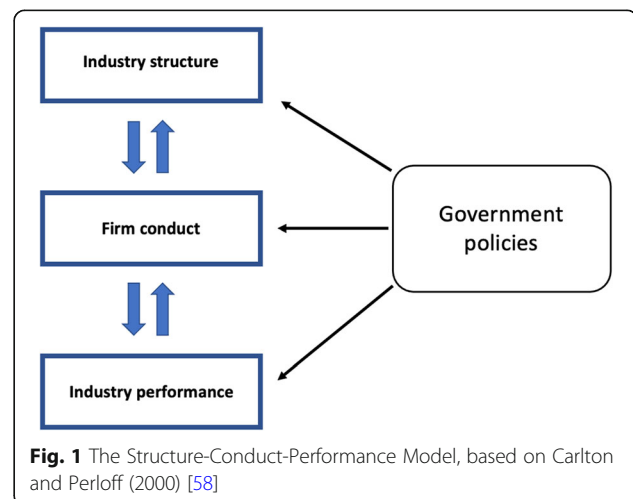 Industry structure
Firm conduct
Industry performance
Government
policies
Fig. 1 The Structure-Conduct-Performance Model, based on Carlton
and Perloff (2000) [58]